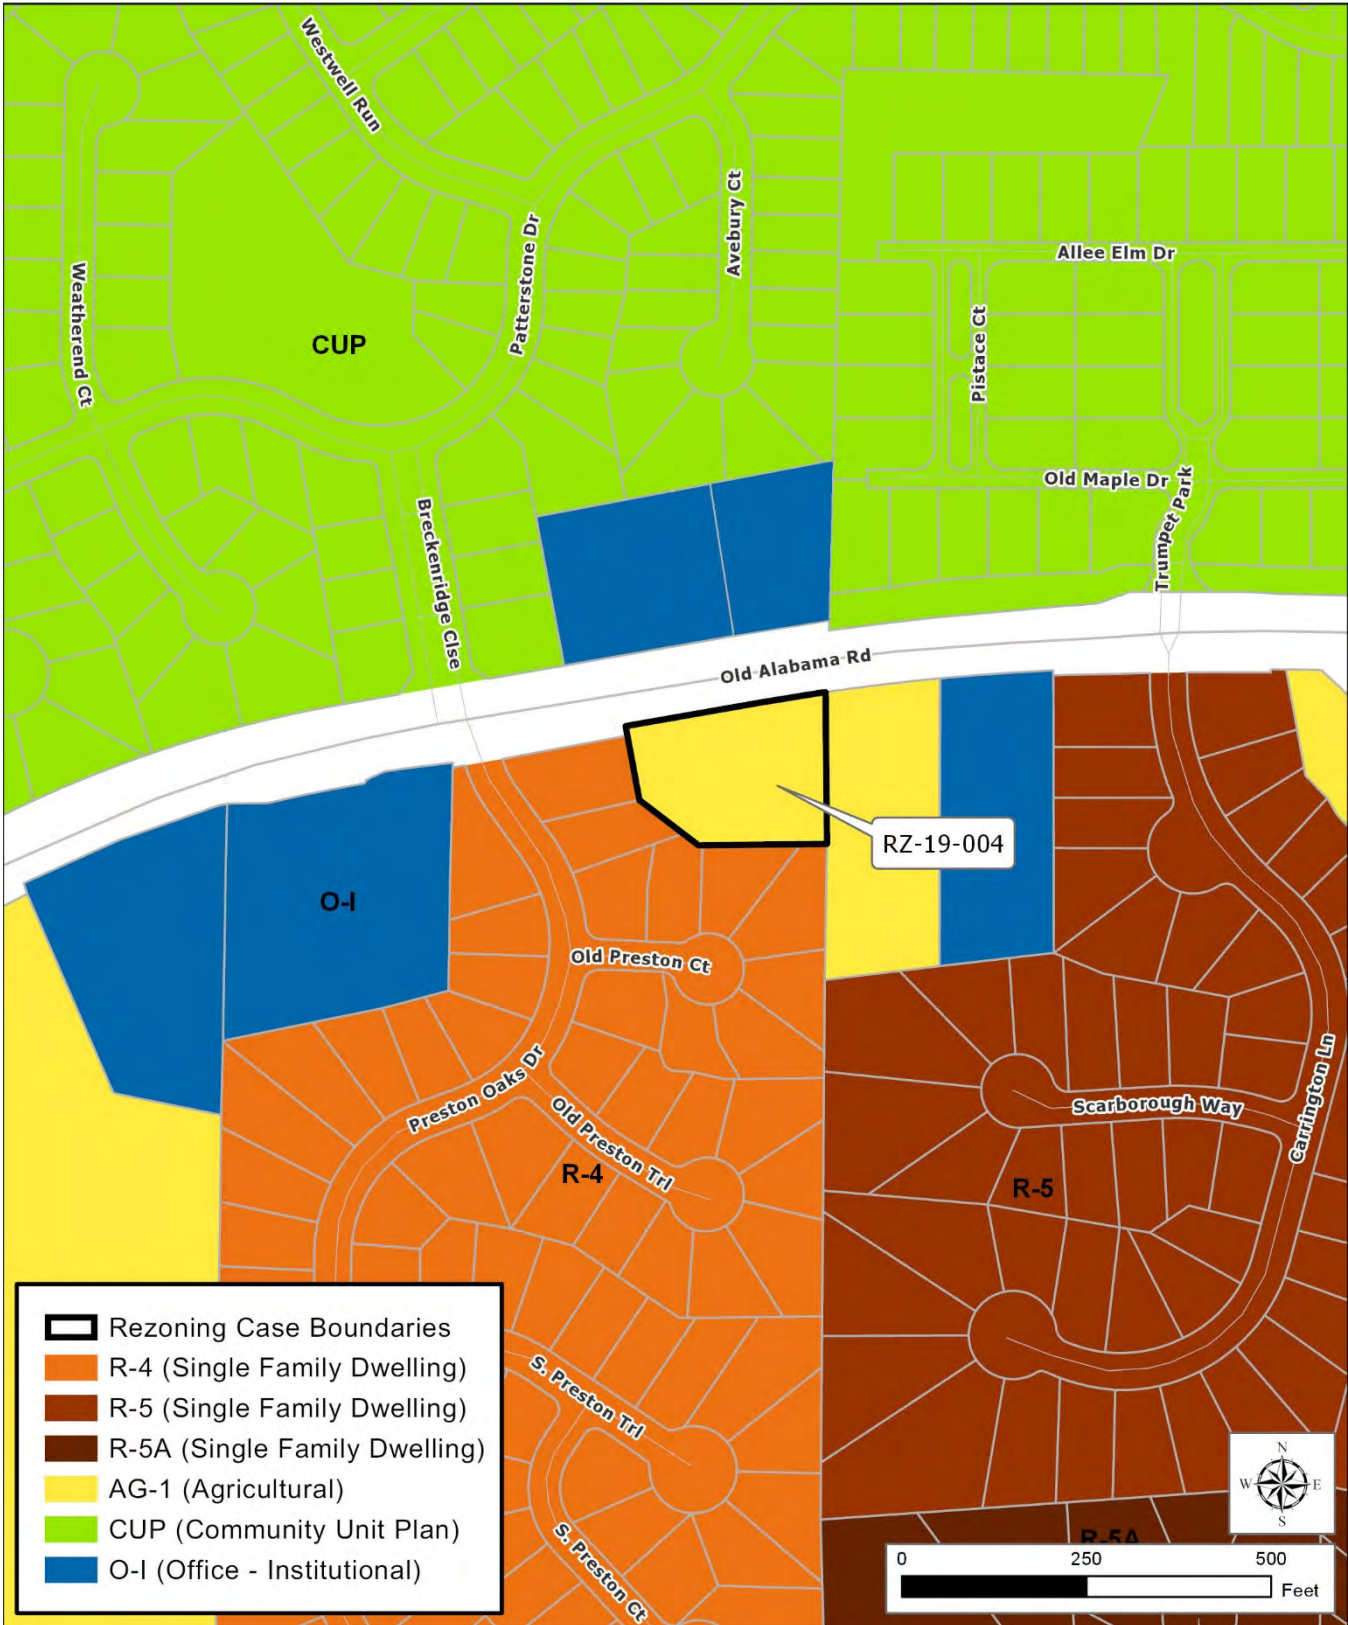 Westwell Run
Weatherend Ct
Patterstone Dr
Avebury Ct
Allee Elm Dr
Pistace Ct
CUP
Old Maple Dr
Trumpet Park
Breckenridge Clse
Old Alabama Rd
RZ-19-004
O-I
Old Preston Ct
Preston Oaks Dr
Old Preston Trl
R-4
Scarborough Way
Carrington Ln
R-5
S. Preston Trl
S. Preston Ct
R-5A
Rezoning Case Boundaries
R-4 (Single Family Dwelling)
R-5 (Single Family Dwelling)
R-5A (Single Family Dwelling)
AG-1 (Agricultural)
CUP (Community Unit Plan)
O-I (Office - Institutional)
N
W E
S
0 250 500
Feet